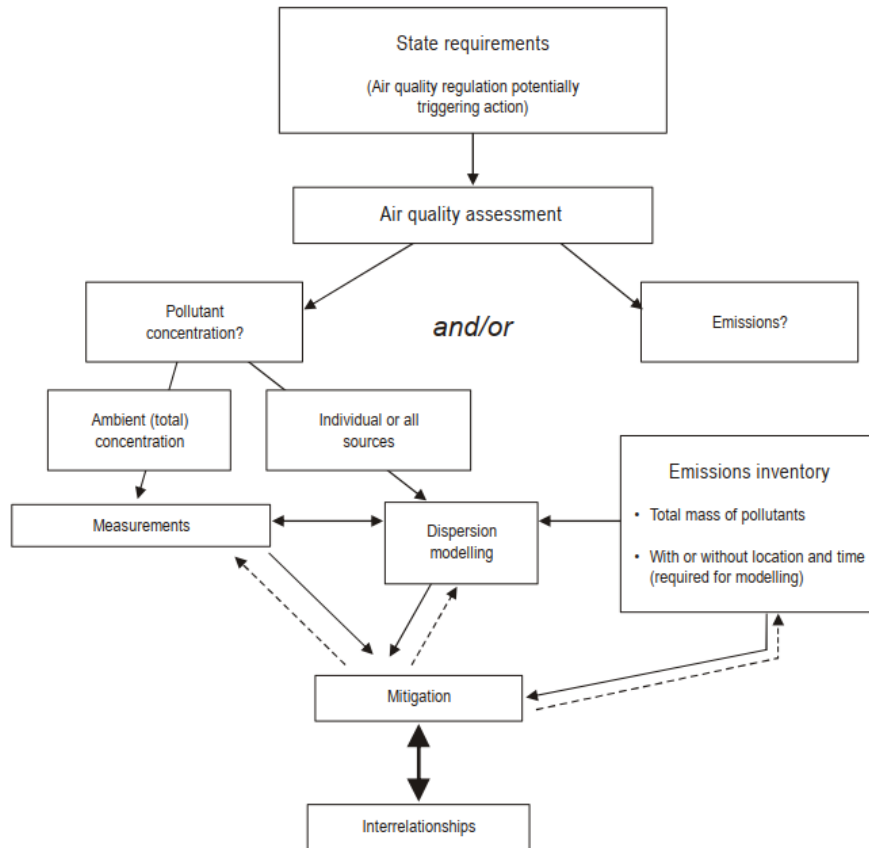 State requirements
(Air quality regulation potentially
triggering action)
Air quality assessment
Pollutant
concentration?
and/or
Emissions?
Ambient (total)
concentration
Individual or all
sources
Emissions inventory
• Total mass of pollutants
• With or without location and time
(required for modelling)
Measurements
Dispersion
modelling
Mitigation
Interrelationships